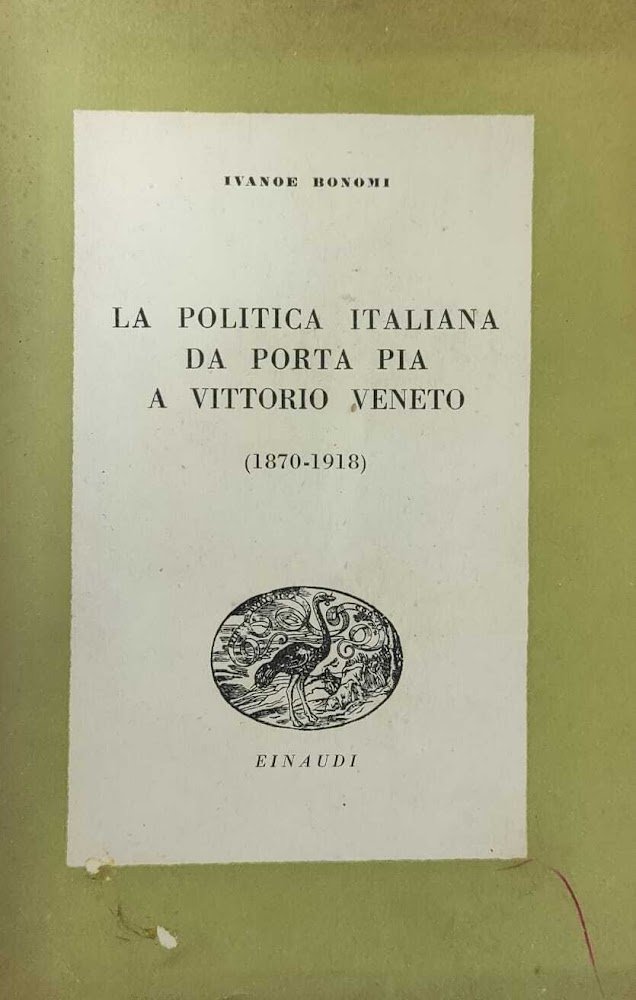 IVANOE BONOMI
LA POLITICA ITALIANA
DA PORTA PIA
A VITTORIO VENETO
(1870-1918)
EINAUDI